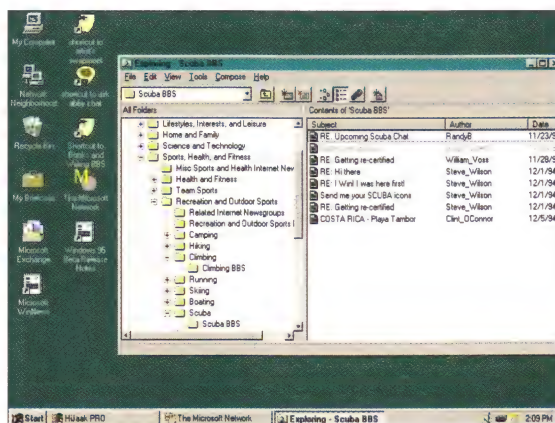 My Computer
shortcut to
Network Neighborhood
shortcut to ask
Recycle Bin
Shortcut to
My Briefcase
The Microsoft Network
Microsoft Exchange
Windows 95 Beta Release Notes
Microsoft WinNews
Exploring - Scuba BBS
File Edit View Tools Compose Help
Scuba BBS
All Folders
Lifestyles, Interests, and Leisure
Home and Family
Science and Technology
Sports, Health, and Fitness
Misc Sports and Health Internet New
Health and Fitness
Team Sports
Recreation and Outdoor Sports
Related Internet Newsgroups
Recreation and Outdoor Sports
Camping
Hiking
Climbing
Climbing BBS
Running
Skiing
Boating
Scuba
Scuba BBS
Contents of 'Scuba BBS'
Subject Author Date
RE: Upcoming Scuba Chat RandyB 11/23/9
RE: Getting re-certified William_Voss 11/28/9
RE: Hi there Steve_Wilson 12/1/94
RE: I Win! I was here first! Steve_Wilson 12/1/94
Send me your SCUBA icons Steve_Wilson 12/1/94
RE: Getting re-certified Steve_Wilson 12/1/94
COSTA RICA - Playa Tambor Clint_OConnor 12/5/94
Start HiJaak PRO The Microsoft Network Exploring - Scuba BBS 2:09 PM